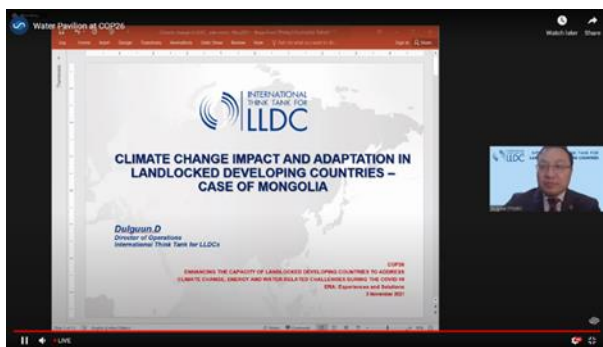 Water Pavilion at COP26
Watch later
Share
INTERNATIONAL
THINK TANK FOR
LLDC
CLIMATE CHANGE IMPACT AND ADAPTATION IN
LANDLOCKED DEVELOPING COUNTRIES –
CASE OF MONGOLIA
Dulguun.D
Director of Operations
International Think Tank for LLDCs
COP26
ENHANCING THE CAPACITY OF LANDLOCKED DEVELOPING COUNTRIES TO ADDRESS
CLIMATE CHANGE, ENERGY AND WATER-RELATED CHALLENGES DURING THE COVID 19
ERA: Experiences and Solutions
3 November 2021
LLDC
LIVE